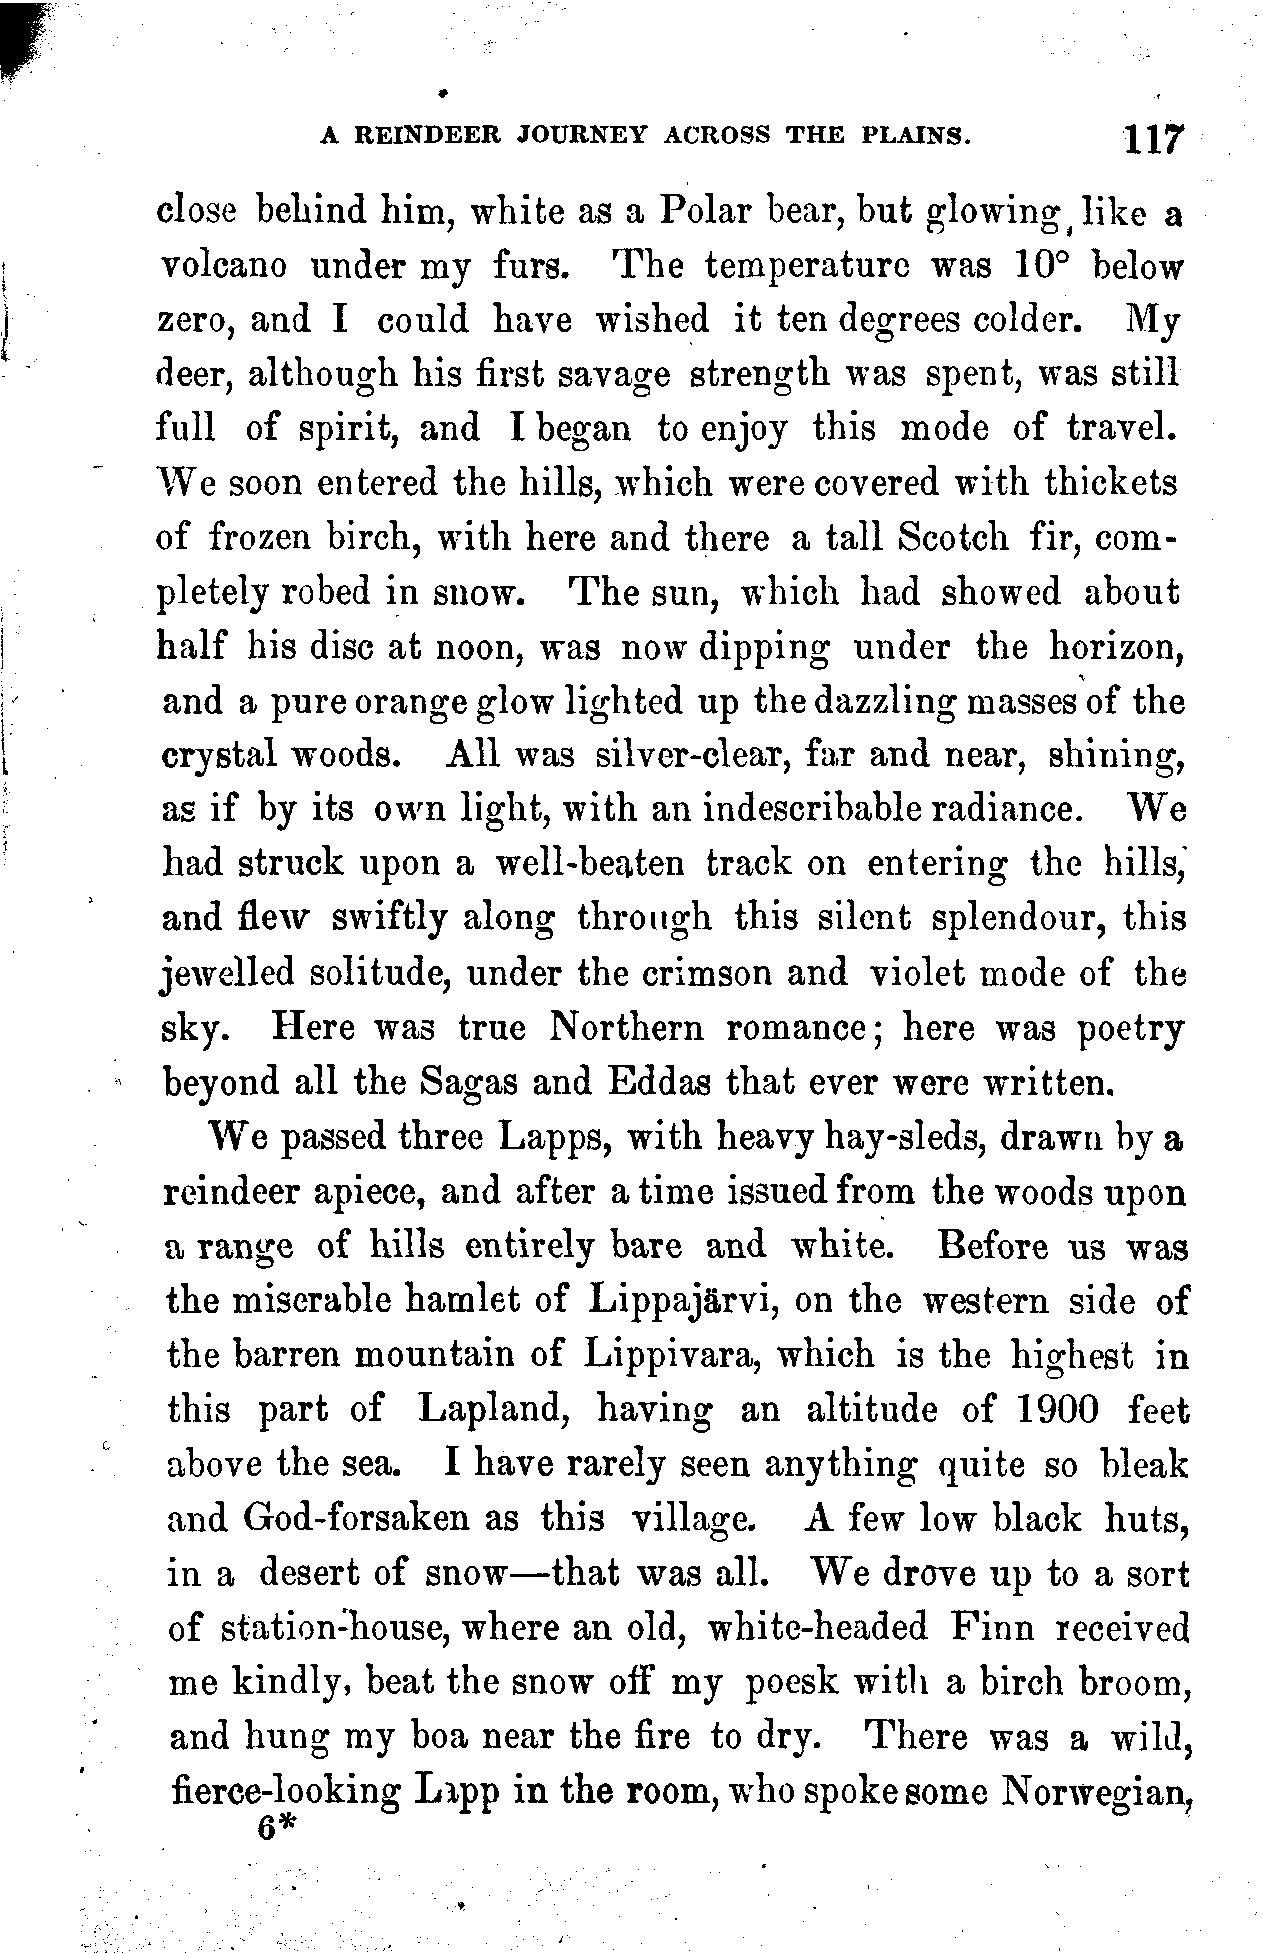 A REINDEER JOURNEY ACROSS THE PLAINS. 117
close behind him, white as a Polar bear, but glowing, like a
volcano under my furs. The temperature was 10° below
zero, and I could have wished it ten degrees colder. My
deer, although his first savage strength was spent, was still
full of spirit, and I began to enjoy this mode of travel.
We soon entered the hills, which were covered with thickets
of frozen birch, with here and there a tall Scotch fir, com-
pletely robed in snow. The sun, which had showed about
half his disc at noon, was now dipping under the horizon,
and a pure orange glow lighted up the dazzling masses of the
crystal woods. All was silver-clear, far and near, shining,
as if by its own light, with an indescribable radiance. We
had struck upon a well-beaten track on entering the hills,
and flew swiftly along through this silent splendour, this
jewelled solitude, under the crimson and violet mode of the
sky. Here was true Northern romance; here was poetry
beyond all the Sagas and Eddas that ever were written.
We passed three Lapps, with heavy hay-sleds, drawn by a
reindeer apiece, and after a time issued from the woods upon
a range of hills entirely bare and white. Before us was
the miserable hamlet of Lippajärvi, on the western side of
the barren mountain of Lippivara, which is the highest in
this part of Lapland, having an altitude of 1900 feet
above the sea. I have rarely seen anything quite so bleak
and God-forsaken as this village. A few low black huts,
in a desert of snow—that was all. We drove up to a sort
of station-house, where an old, white-headed Finn received
me kindly, beat the snow off my poesk with a birch broom,
and hung my boa near the fire to dry. There was a wild,
fierce-looking Lapp in the room, who spoke some Norwegian,
6*